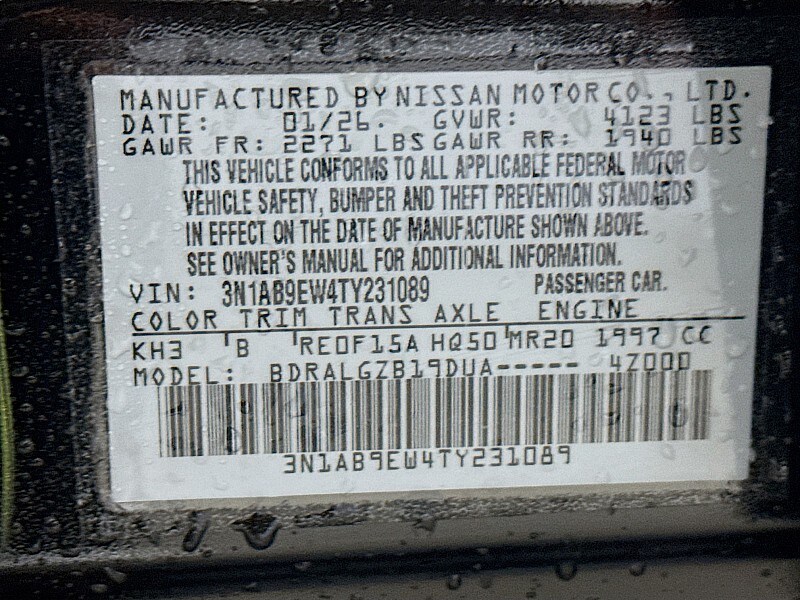 MANUFACTURED BY NISSAN MOTOR CO., LTD.
DATE: 01/26. GVWR: 4123 LBS
GAWR FR: 2271 LBS GAWR RR: 1940 LBS
THIS VEHICLE CONFORMS TO ALL APPLICABLE FEDERAL MOTOR
VEHICLE SAFETY, BUMPER AND THEFT PREVENTION STANDARDS
IN EFFECT ON THE DATE OF MANUFACTURE SHOWN ABOVE.
SEE OWNER'S MANUAL FOR ADDITIONAL INFORMATION.
VIN: 3N1AB9EW4TY231089 PASSENGER CAR.
COLOR TRIM TRANS AXLE ENGINE
KH3 B RE0F15A HQ50 MR20 1997 CC
MODEL: BDRALGZB19DUA----- 4Z000
3N1AB9EW4TY231089